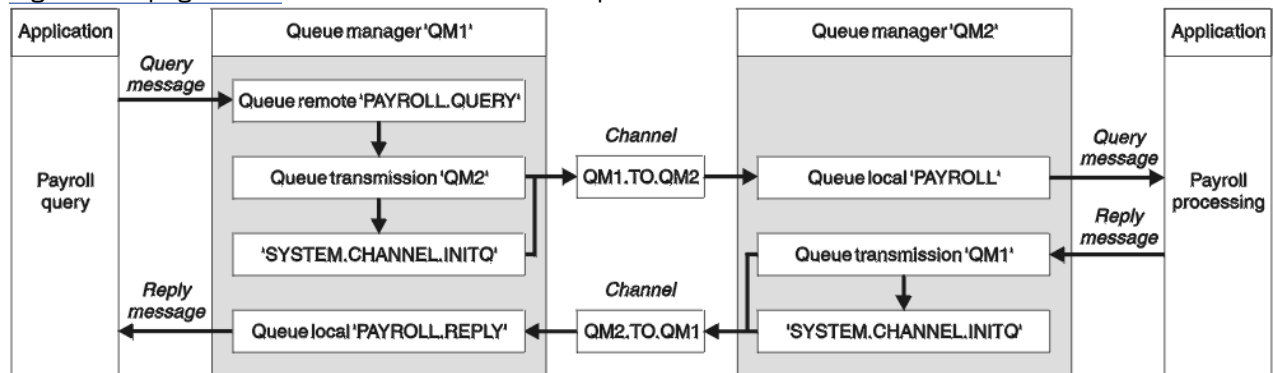 Application
Queue manager 'QM1'
Queue manager 'QM2'
Application
Query
message
Queue remote 'PAYROLL.QUERY'
Channel
Query
message
Payroll
query
Queue transmission 'QM2'
QM1.TO.QM2
Queue local 'PAYROLL'
Payroll
processing
Reply
message
'SYSTEM.CHANNEL.INITQ'
Queue transmission 'QM1'
Reply
message
Channel
Queue local 'PAYROLL.REPLY'
QM2.TO.QM1
'SYSTEM.CHANNEL.INITQ'